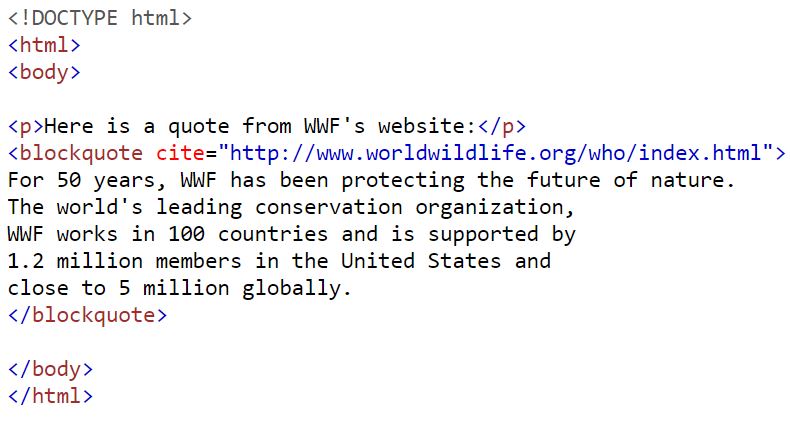 <!DOCTYPE html>
<html>
<body>
<p>Here is a quote from WWF's website:</p>
<blockquote cite="http://www.worldwildlife.org/who/index.html">
For 50 years, WWF has been protecting the future of nature.
The world's leading conservation organization,
WWF works in 100 countries and is supported by
1.2 million members in the United States and
close to 5 million globally.
</blockquote>
</body>
</html>